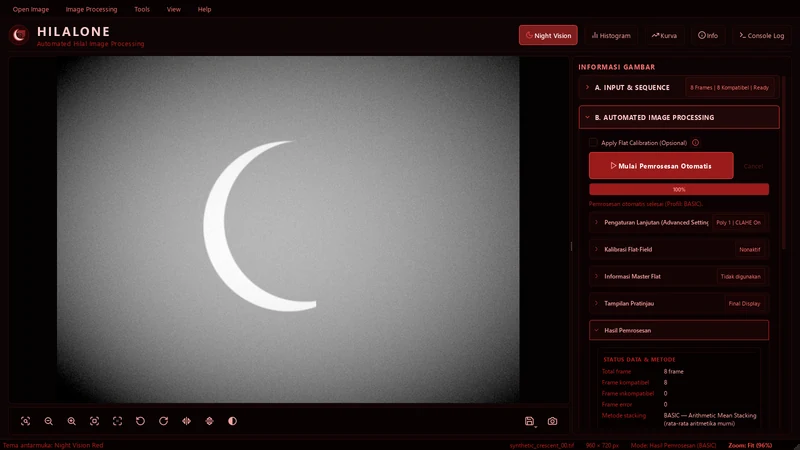 Open Image Image Processing Tools View Help
HILALONE
Automated Hilal Image Processing
Night Vision Histogram Kurva Info Console Log
INFORMASI GAMBAR
A. INPUT & SEQUENCE 8 Frames | 8 Kompatibel | Ready
B. AUTOMATED IMAGE PROCESSING
Apply Flat Calibration (Opsional)
Mulai Pemrosesan Otomatis Cancel
100%
Pemrosesan otomatis selesai (Profil: BASIC).
Pengaturan Lanjutan (Advanced Setting Poly 1 | CLAHE On
Kalibrasi Flat-Field Nonaktif
Informasi Master Flat Tidak digunakan
Tampilan Pratinjau Final Display
Hasil Pemrosesan
STATUS DATA & METODE
Total frame 8 frame
Frame kompatibel 8
Frame inkompatibel 0
Frame error 0
Metode stacking BASIC — Arithmetic Mean Stacking
(rata-rata aritmetika murni)
Tema antarmuka: Night Vision Red synthetic_crescent_00.tif 960 × 720 px Mode: Hasil Pemrosesan (BASIC) Zoom: Fit (96%)